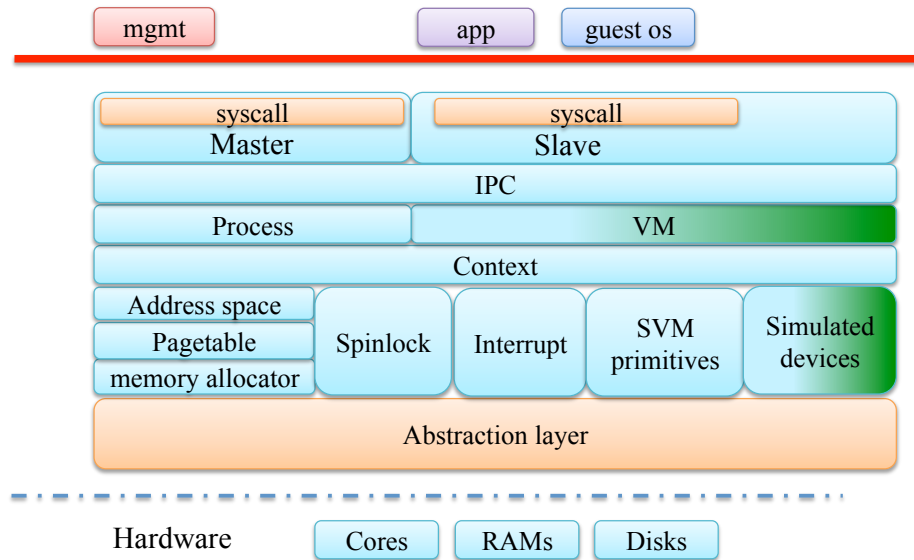 mgmt
app
guest os
syscall
syscall
Master
Slave
IPC
Process
VM
Context
Address space
Pagetable
memory allocator
Spinlock
Interrupt
SVM
primitives
Simulated
devices
Abstraction layer
Hardware
Cores
RAMs
Disks